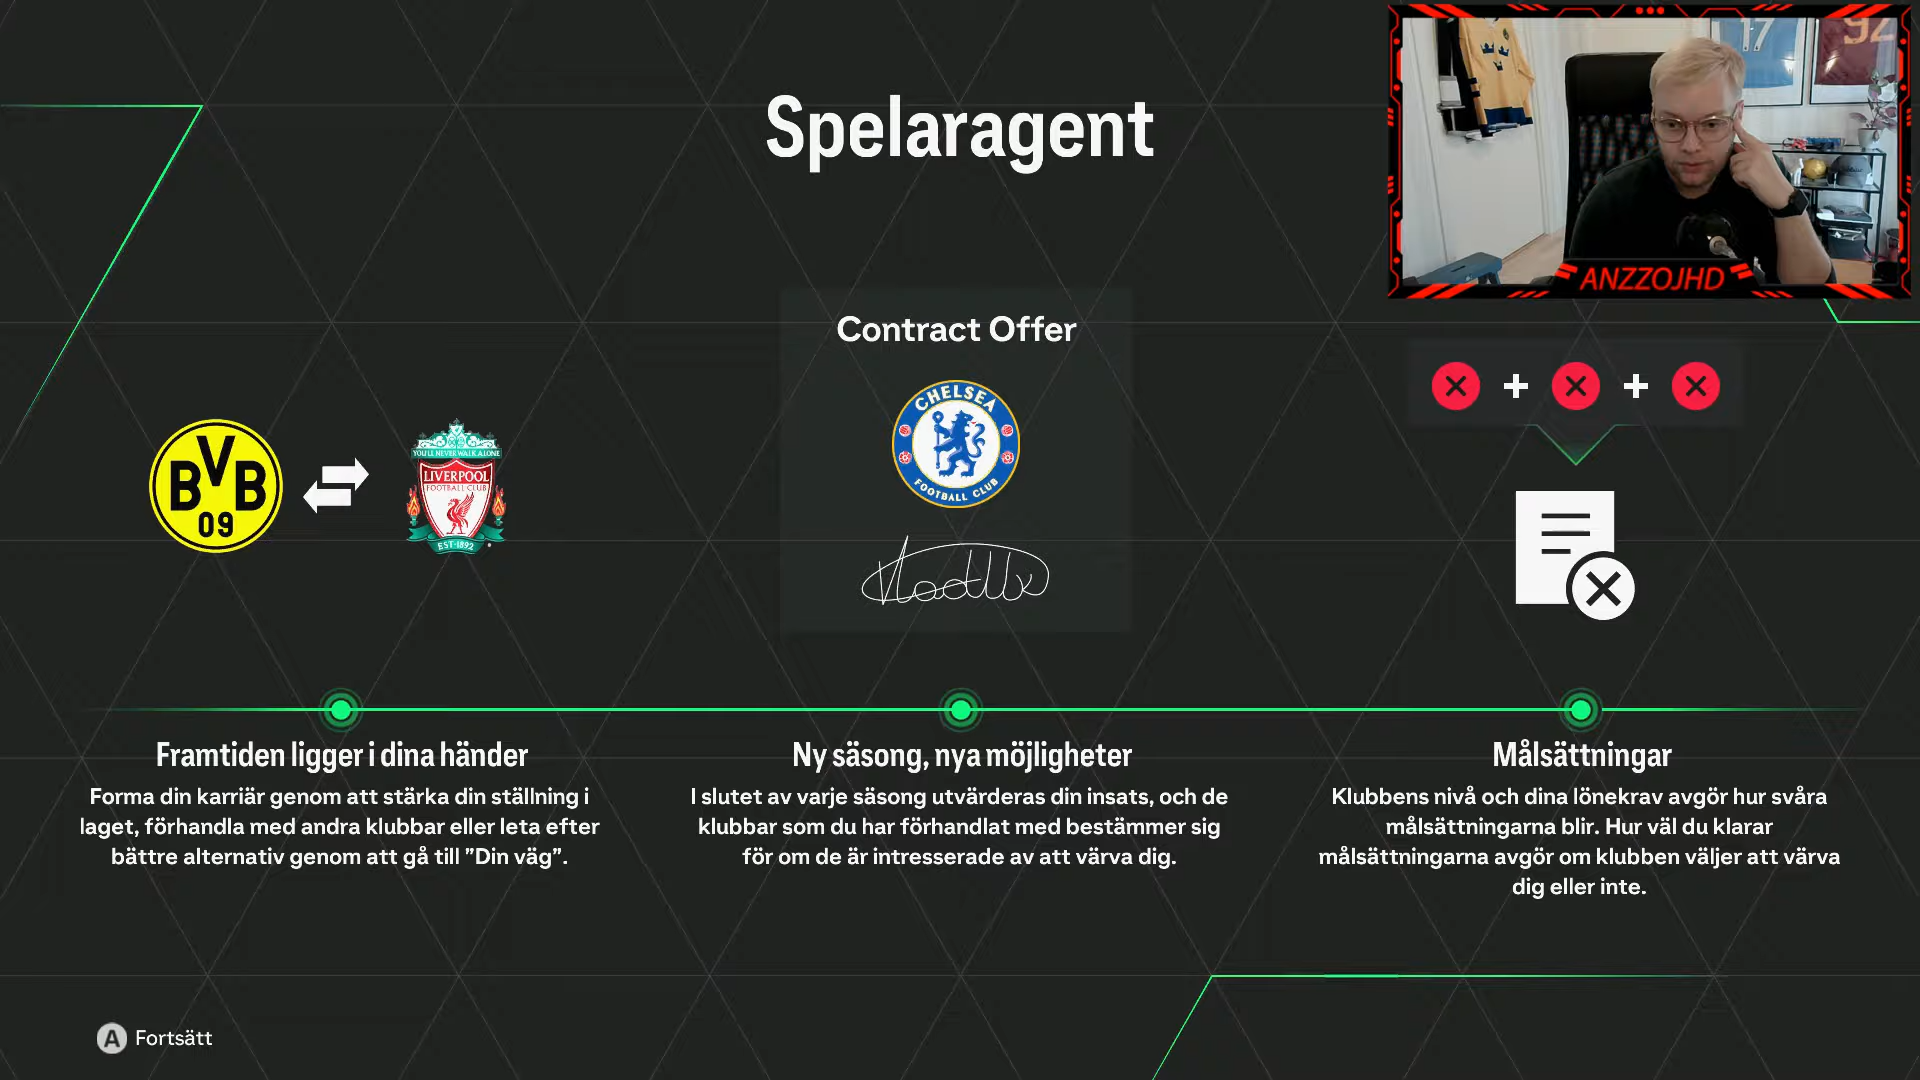 Spelaragent
17
92
ANZZOJHD
Contract Offer
BVB
09
YOU'LL NEVER WALK ALONE
LIVERPOOL
FOOTBALL CLUB
EST·1892
CHELSEA
FOOTBALL CLUB
Framtiden ligger i dina händer
Forma din karriär genom att stärka din ställning i
laget, förhandla med andra klubbar eller leta efter
bättre alternativ genom att gå till ”Din väg”.
Ny säsong, nya möjligheter
I slutet av varje säsong utvärderas din insats, och de
klubbar som du har förhandlat med bestämmer sig
för om de är intresserade av att värva dig.
Målsättningar
Klubbens nivå och dina lönekrav avgör hur svåra
målsättningarna blir. Hur väl du klarar
målsättningarna avgör om klubben väljer att värva
dig eller inte.
A Fortsätt